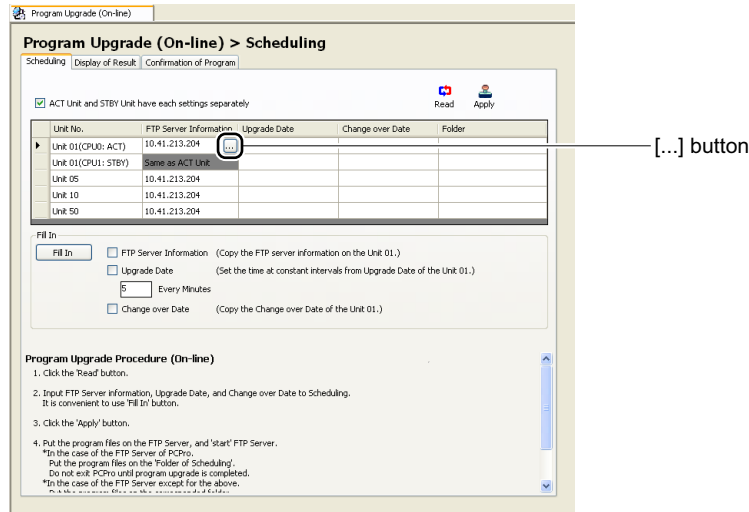 Program Upgrade (On-line)
Program Upgrade (On-line) > Scheduling
Scheduling Display of Result Confirmation of Program
ACT Unit and STBY Unit have each settings separately
Read Apply
Unit No. FTP Server Information Upgrade Date Change over Date Folder
Unit 01(CPU0: ACT) 10.41.213.204 ...
[...] button
Unit 01(CPU1: STBY) Same as ACT Unit
Unit 05 10.41.213.204
Unit 10 10.41.213.204
Unit 50 10.41.213.204
Fill In
Fill In FTP Server Information (Copy the FTP server information on the Unit 01.)
Upgrade Date (Set the time at constant intervals from Upgrade Date of the Unit 01.)
5 Every Minutes
Change over Date (Copy the Change over Date of the Unit 01.)
Program Upgrade Procedure (On-line)
1. Click the 'Read' button.
2. Input FTP Server information, Upgrade Date, and Change over Date to Scheduling.
It is convenient to use 'Fill In' button.
3. Click the 'Apply' button.
4. Put the program files on the FTP Server, and 'start' FTP Server.
*In the case of the FTP Server of PCPro.
Put the program files on the 'Folder of Scheduling'.
Do not exit PCPro until program upgrade is completed.
*In the case of the FTP Server except for the above.
Put the program files on the corresponded folder.